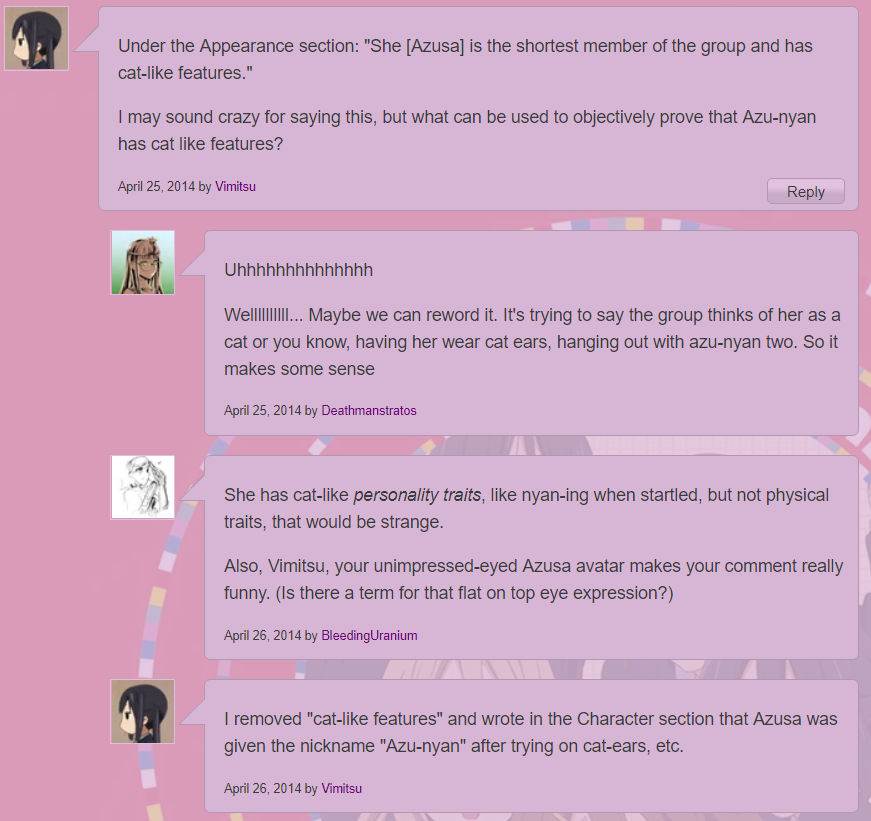 Under the Appearance section: "She [Azusa] is the shortest member of the group and has
cat-like features."
I may sound crazy for saying this, but what can be used to objectively prove that Azu-nyan
has cat like features?
April 25, 2014 by Vimitsu
Reply
Uhhhhhhhhhhhhhh
Wellllllllll... Maybe we can reword it. It's trying to say the group thinks of her as a
cat or you know, having her wear cat ears, hanging out with azu-nyan two. So it
makes some sense
April 25, 2014 by Deathmanstratos
She has cat-like personality traits, like nyan-ing when startled, but not physical
traits, that would be strange.
Also, Vimitsu, your unimpressed-eyed Azusa avatar makes your comment really
funny. (Is there a term for that flat on top eye expression?)
April 26, 2014 by BleedingUranium
I removed "cat-like features" and wrote in the Character section that Azusa was
given the nickname "Azu-nyan" after trying on cat-ears, etc.
April 26, 2014 by Vimitsu